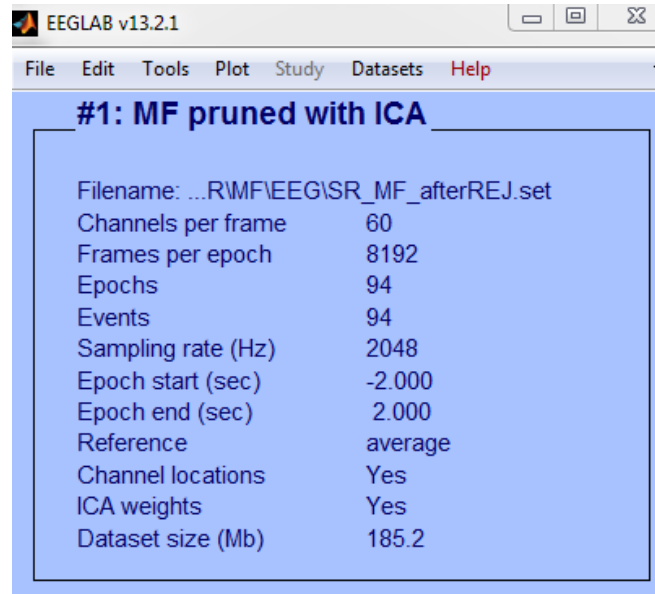 EEGLAB v13.2.1
File Edit Tools Plot Study Datasets Help
#1: MF pruned with ICA
Filename: ...R\MF\EEG\SR_MF_afterREJ.set
Channels per frame 60
Frames per epoch 8192
Epochs 94
Events 94
Sampling rate (Hz) 2048
Epoch start (sec) -2.000
Epoch end (sec) 2.000
Reference average
Channel locations Yes
ICA weights Yes
Dataset size (Mb) 185.2